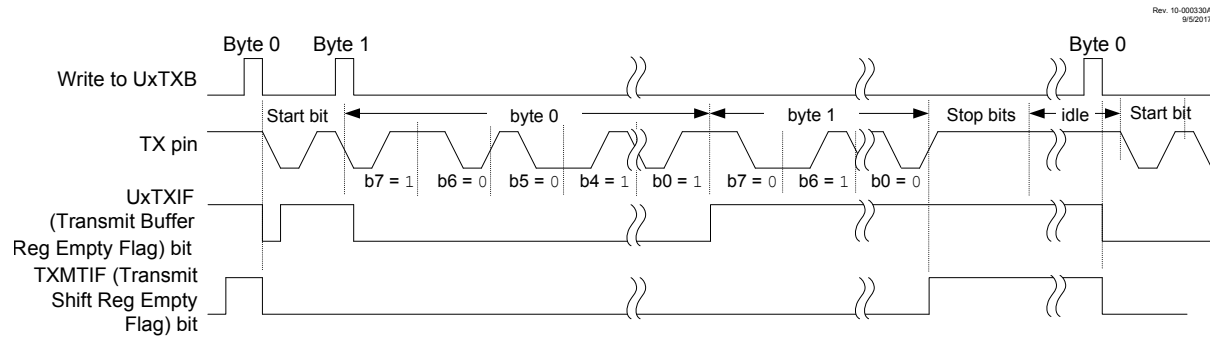 Rev. 10-000330A
9/5/2017
Byte 0 Byte 1 Byte 0
Write to UxTXB
Start bit byte 0 byte 1 Stop bits idle Start bit
TX pin
b7 = 1 b6 = 0 b5 = 0 b4 = 1 b0 = 1 b7 = 0 b6 = 1 b0 = 0
UxTXIF
(Transmit Buffer
Reg Empty Flag) bit
TXMTIF (Transmit
Shift Reg Empty
Flag) bit